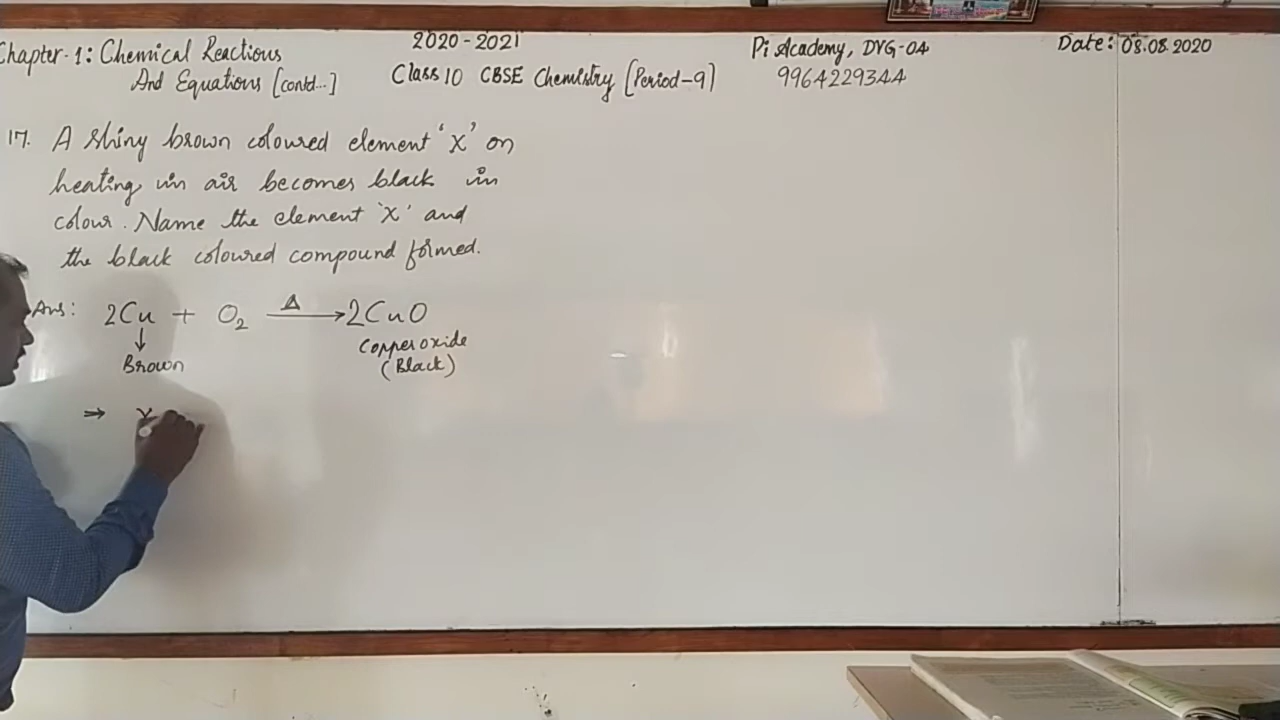 Chapter-1: Chemical Reactions
And Equations [contd...]
2020-2021
Class 10 CBSE Chemistry [Period-9]
Pi Academy, DVG-04
9964229344
Date: 08.08.2020
17. A shiny brown coloured element 'X' on
heating in air becomes black in
colour. Name the element 'X' and
the black coloured compound formed.
Ans: 2Cu + O₂ —Δ→ 2CuO
↓
Brown
Copper oxide
(Black)
⇒ X